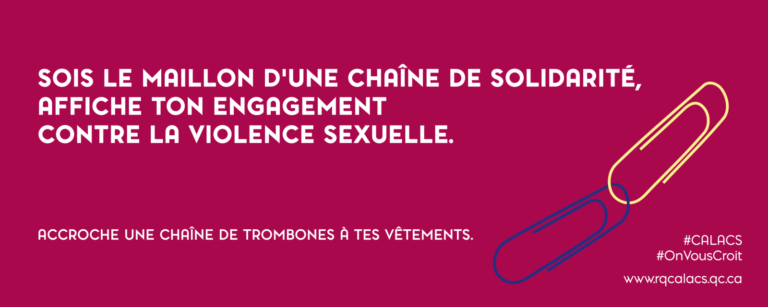 SOIS LE MAILLON D'UNE CHAÎNE DE SOLIDARITÉ,
AFFICHE TON ENGAGEMENT
CONTRE LA VIOLENCE SEXUELLE.
ACCROCHE UNE CHAÎNE DE TROMBONES À TES VÊTEMENTS.
#CALACS
#OnVousCroit
www.rqcalacs.qc.ca